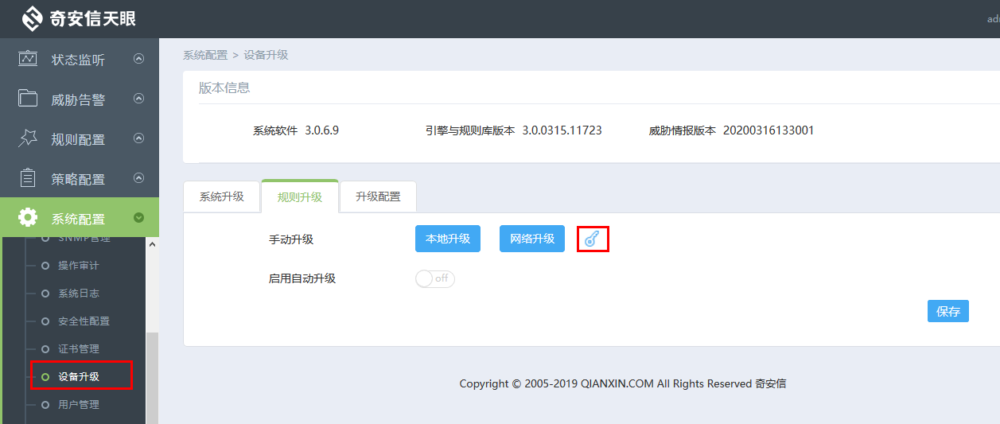 奇安信天眼
ad
状态监听
威胁告警
规则配置
策略配置
系统配置
SNMP管理
操作审计
系统日志
安全性配置
证书管理
设备升级
用户管理
系统配置 > 设备升级
版本信息
系统软件 3.0.6.9 引擎与规则库版本 3.0.0315.11723 威胁情报版本 20200316133001
系统升级 规则升级 升级配置
手动升级 本地升级 网络升级
启用自动升级 off
保存
Copyright © 2005-2019 QIANXIN.COM All Rights Reserved 奇安信